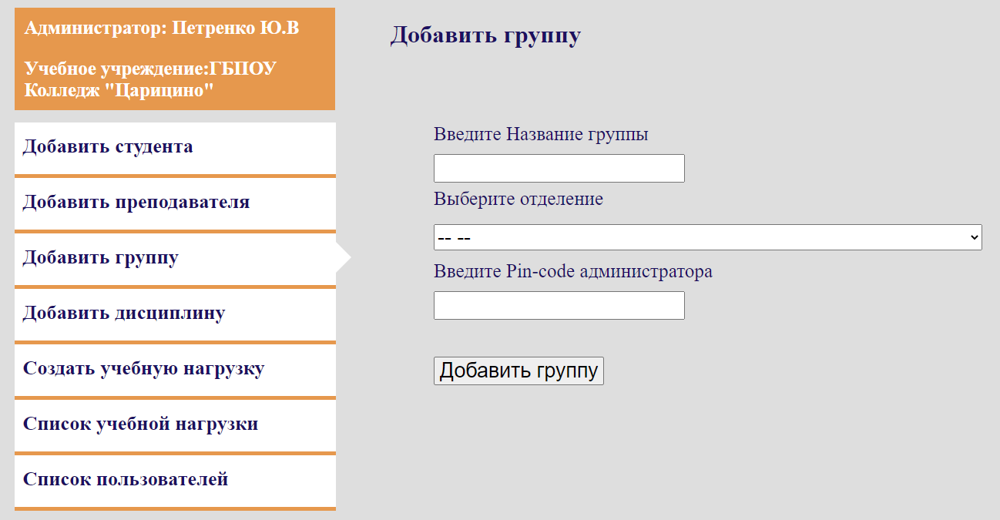 Администратор: Петренко Ю.В
Учебное учреждение:ГБПОУ
Колледж "Царицино"
Добавить студента
Добавить преподавателя
Добавить группу
Добавить дисциплину
Создать учебную нагрузку
Список учебной нагрузки
Список пользователей
Добавить группу
Введите Название группы
Выберите отделение
-- --
Введите Pin-code администратора
Добавить группу